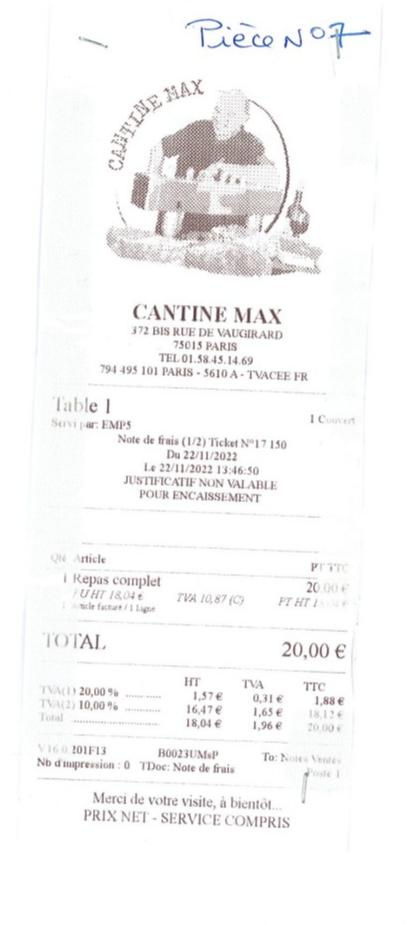 Pièce N°7
CANTINE MAX
CANTINE MAX
372 BIS RUE DE VAUGIRARD
75015 PARIS
TEL 01.58.45.14.69
794 495 101 PARIS - 5610 A - TVACEE FR
Table 1
1 Couvert
Servi par: EMP5
Note de frais (1/2) Ticket N°17 150
Du 22/11/2022
Le 22/11/2022 13:46:50
JUSTIFICATIF NON VALABLE
POUR ENCAISSEMENT
Qté Article PT TTC
1 Repas complet 20.00 €
P U HT 18,04 € TVA 10,87 (C) PT HT
1 Article facturé / 1 Ligne
TOTAL 20,00 €
HT TVA TTC
TVA(1) 20,00 % .......... 1,57 € 0,31 € 1,88 €
TVA(2) 10,00 % .......... 16,47 € 1,65 € 18,12 €
Total .......... 18,04 € 1,96 € 20,00 €
V16.0 201F13 B0023UMsP To: Notes Ventes
Nb d'impression : 0 TDoc: Note de frais Poste 1
Merci de votre visite, à bientôt...
PRIX NET - SERVICE COMPRIS